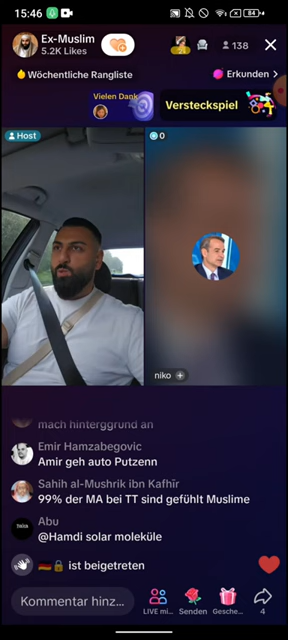 15:46
84
Ex-Muslim
5.2K Likes
138
Wöchentliche Rangliste
Erkunden >
Vielen Dank
Versteckspiel
Host
0
niko +
mach hinterggrund an
Emir Hamzabegovic
Amir geh auto Putzenn
Sahih al-Mushrik ibn Kafhîr
99% der MA bei TT sind gefühlt Muslime
Abu
@Hamdi solar moleküle
ist beigetreten
Kommentar hinz...
LIVE mi...
Senden
Gesche...
4